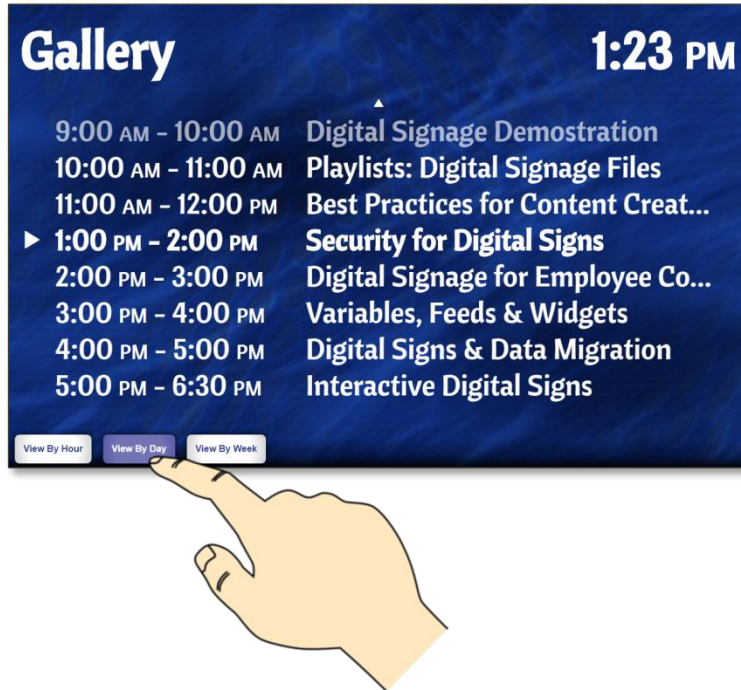 Gallery 1:23 PM
9:00 AM – 10:00 AM Digital Signage Demostration
10:00 AM – 11:00 AM Playlists: Digital Signage Files
11:00 AM – 12:00 PM Best Practices for Content Creat...
1:00 PM – 2:00 PM Security for Digital Signs
2:00 PM – 3:00 PM Digital Signage for Employee Co...
3:00 PM – 4:00 PM Variables, Feeds & Widgets
4:00 PM – 5:00 PM Digital Signs & Data Migration
5:00 PM – 6:30 PM Interactive Digital Signs
View By Hour View By Day View By Week